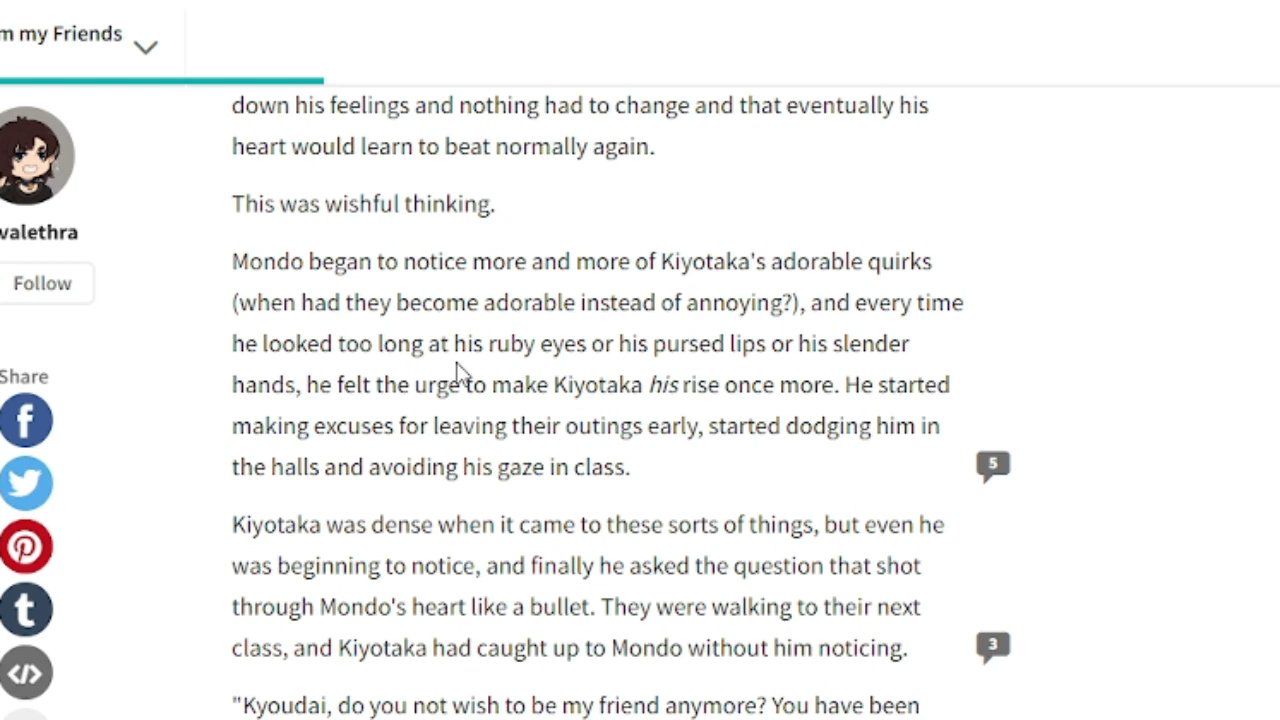 m my Friends
down his feelings and nothing had to change and that eventually his
heart would learn to beat normally again.
valethra
This was wishful thinking.
Follow
Mondo began to notice more and more of Kiyotaka's adorable quirks
(when had they become adorable instead of annoying?), and every time
he looked too long at his ruby eyes or his pursed lips or his slender
Share
hands, he felt the urge to make Kiyotaka his rise once more. He started
making excuses for leaving their outings early, started dodging him in
the halls and avoiding his gaze in class.
5
Kiyotaka was dense when it came to these sorts of things, but even he
was beginning to notice, and finally he asked the question that shot
through Mondo's heart like a bullet. They were walking to their next
class, and Kiyotaka had caught up to Mondo without him noticing.
3
"Kyoudai, do you not wish to be my friend anymore? You have been